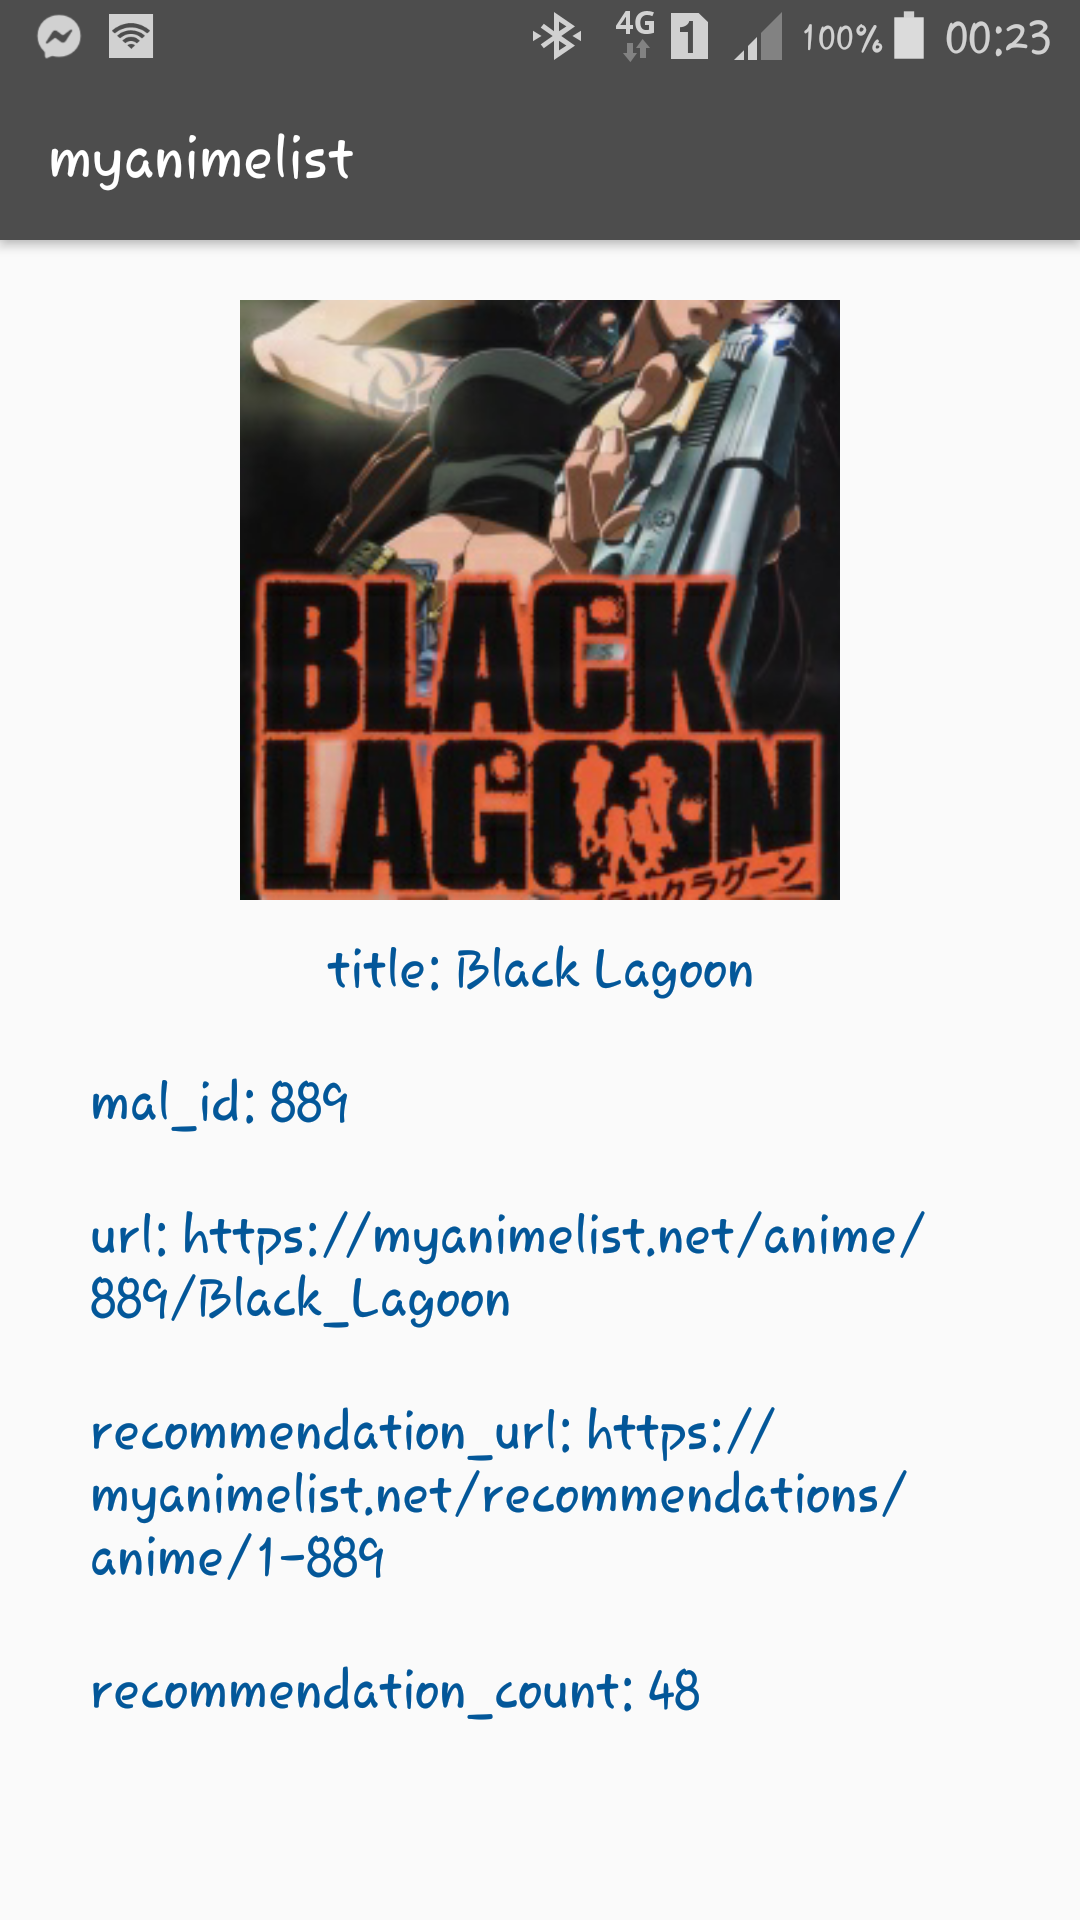 4G 1 100% 00:23
myanimelist
BLACK
LAGOON
ラックラグーン
title: Black Lagoon
mal_id: 889
url: https://myanimelist.net/anime/
889/Black_Lagoon
recommendation_url: https://
myanimelist.net/recommendations/
anime/1-889
recommendation_count: 48